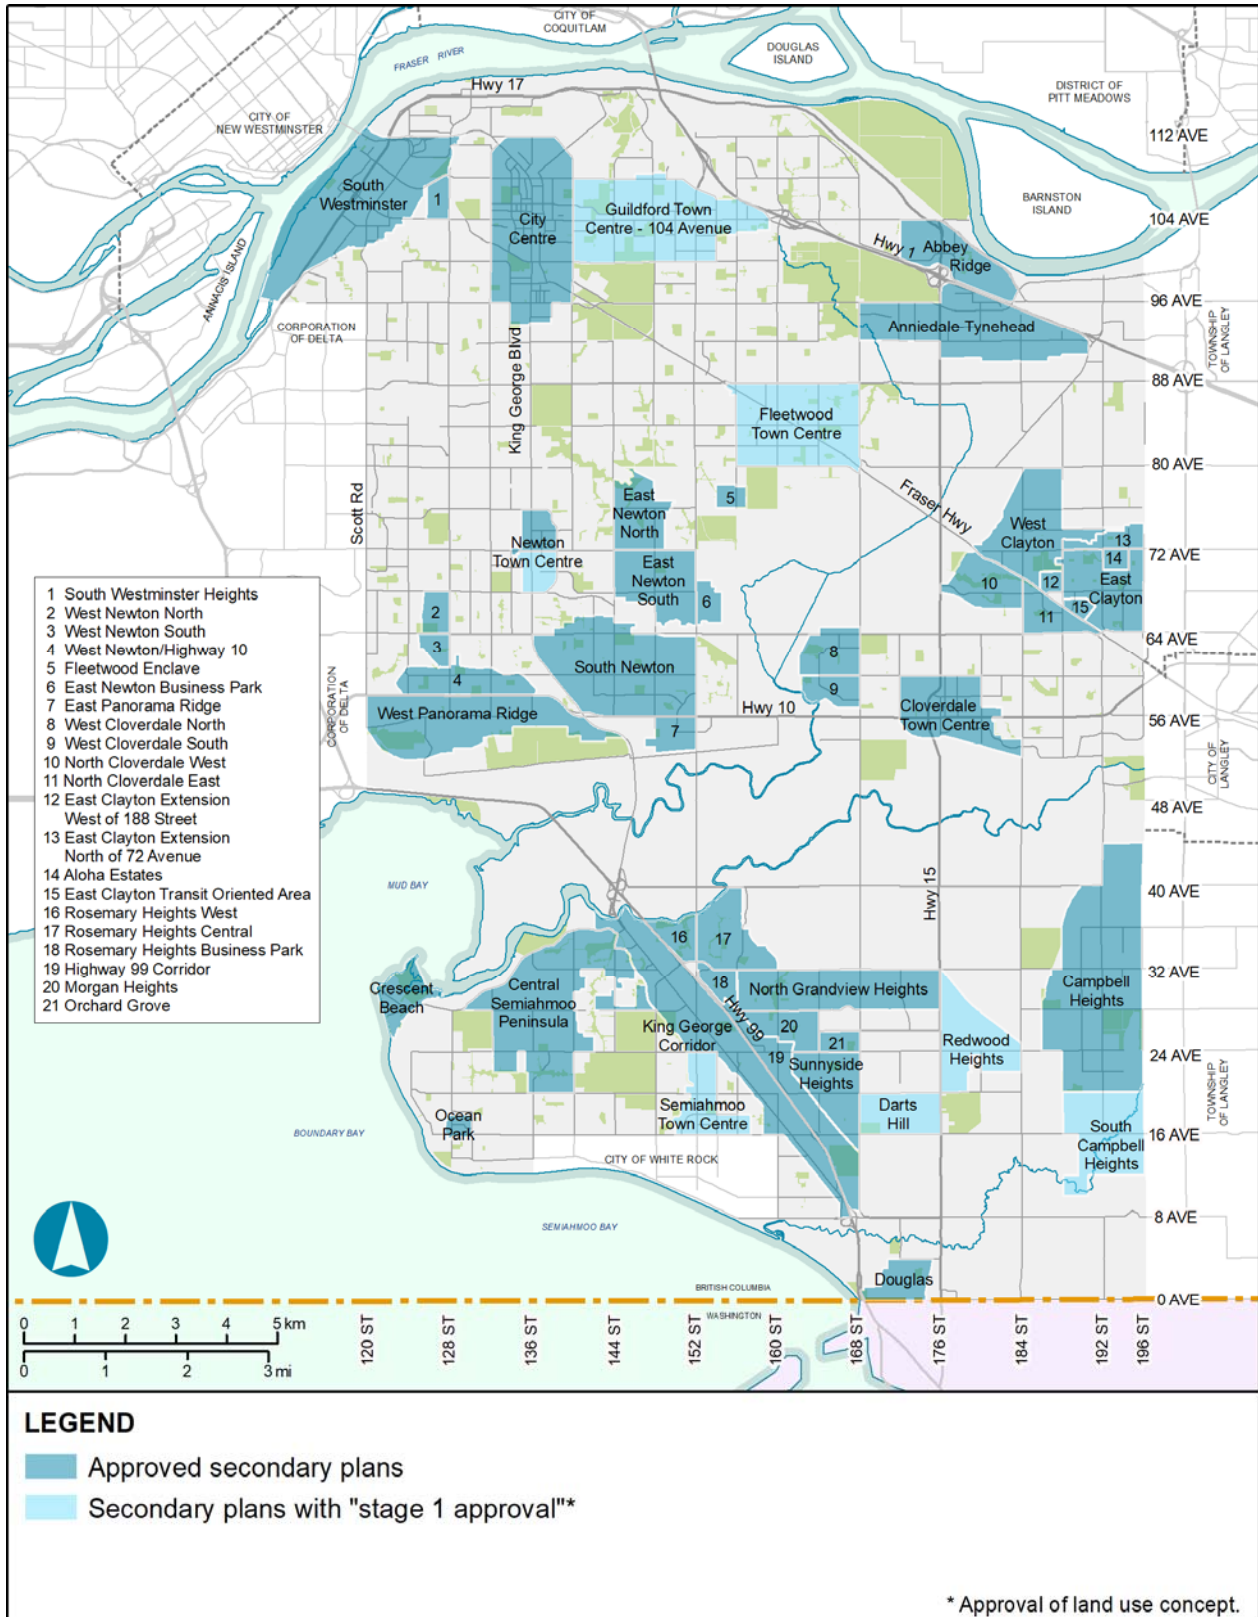 CITY OF
COQUITLAM
FRASER RIVER
DOUGLAS
ISLAND
Hwy 17
DISTRICT OF
PITT MEADOWS
CITY OF
NEW WESTMINSTER
112 AVE
South
Westminster
1
City
Centre
Guildford Town
Centre - 104 Avenue
BARNSTON
ISLAND
104 AVE
Hwy 1
Abbey
Ridge
ANNACIS ISLAND
96 AVE
CORPORATION
OF DELTA
Anniedale-Tynehead
TOWNSHIP
OF LANGLEY
King George Blvd
88 AVE
Fleetwood
Town Centre
80 AVE
Scott Rd
East
Newton
North
5
Fraser Hwy
West
Clayton
13
Newton
Town Centre
72 AVE
14
East
Newton
South
6
10
12
East
Clayton
15
11
1 South Westminster Heights
2 West Newton North
3 West Newton South
4 West Newton/Highway 10
5 Fleetwood Enclave
6 East Newton Business Park
7 East Panorama Ridge
8 West Cloverdale North
9 West Cloverdale South
10 North Cloverdale West
11 North Cloverdale East
12 East Clayton Extension
West of 188 Street
13 East Clayton Extension
North of 72 Avenue
14 Aloha Estates
15 East Clayton Transit Oriented Area
16 Rosemary Heights West
17 Rosemary Heights Central
18 Rosemary Heights Business Park
19 Highway 99 Corridor
20 Morgan Heights
21 Orchard Grove
2
3
64 AVE
4
South Newton
8
9
CORPORATION
OF DELTA
West Panorama Ridge
7
Hwy 10
Cloverdale
Town Centre
56 AVE
CITY OF
LANGLEY
48 AVE
MUD BAY
Hwy 15
40 AVE
16
17
32 AVE
Crescent
Beach
Central
Semiahmoo
Peninsula
18
North Grandview Heights
Campbell
Heights
Hwy 99
King George
Corridor
20
21
Redwood
Heights
24 AVE
19
Sunnyside
Heights
TOWNSHIP
OF LANGLEY
Ocean
Park
Semiahmoo
Town Centre
Darts
Hill
BOUNDARY BAY
16 AVE
South
Campbell
Heights
CITY OF WHITE ROCK
8 AVE
SEMIAHMOO BAY
Douglas
BRITISH COLUMBIA
0 AVE
WASHINGTON
0 1 2 3 4 5 km
0 1 2 3 mi
120 ST
128 ST
136 ST
144 ST
152 ST
160 ST
168 ST
176 ST
184 ST
192 ST
196 ST
LEGEND
Approved secondary plans
Secondary plans with "stage 1 approval"*
* Approval of land use concept.